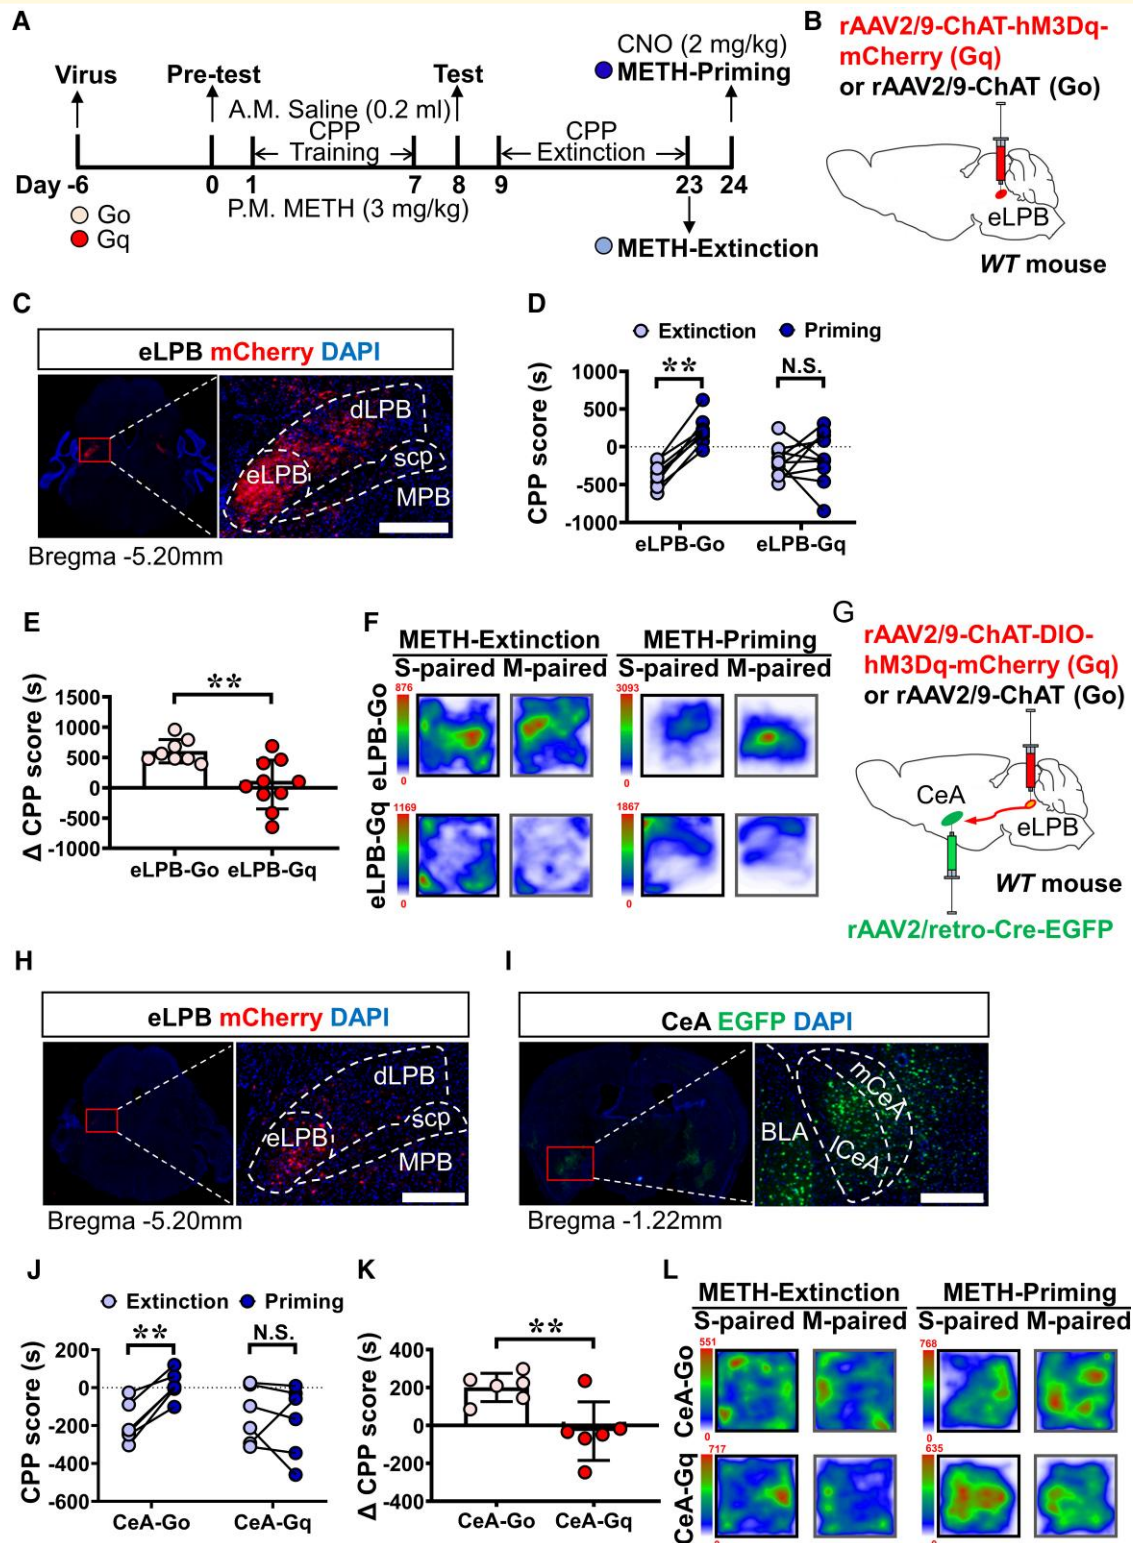 A
CNO (2 mg/kg)
Virus Pre-test Test METH-Priming
A.M. Saline (0.2 ml)
CPP CPP
Training Extinction
Day -6 0 1 7 8 9 23 24
Go P.M. METH (3 mg/kg)
Gq METH-Extinction
B
rAAV2/9-ChAT-hM3Dq-
mCherry (Gq)
or rAAV2/9-ChAT (Go)
eLPB
WT mouse
C
eLPB mCherry DAPI
dLPB
scp
eLPB
MPB
Bregma -5.20mm
D
Extinction Priming
** N.S.
CPP score (s)
1000
500
0
-500
-1000
eLPB-Go eLPB-Gq
E
**
Δ CPP score (s)
1500
1000
500
0
-500
-1000
eLPB-Go eLPB-Gq
F
METH-Extinction METH-Priming
S-paired M-paired S-paired M-paired
eLPB-Go
876 3093
0 0
eLPB-Gq
1169 1867
0 0
G
rAAV2/9-ChAT-DIO-
hM3Dq-mCherry (Gq)
or rAAV2/9-ChAT (Go)
CeA
eLPB
WT mouse
rAAV2/retro-Cre-EGFP
H
eLPB mCherry DAPI
dLPB
scp
eLPB
MPB
Bregma -5.20mm
I
CeA EGFP DAPI
mCeA
BLA
lCeA
Bregma -1.22mm
J
Extinction Priming
** N.S.
CPP score (s)
200
0
-200
-400
-600
CeA-Go CeA-Gq
K
**
Δ CPP score (s)
400
200
0
-200
-400
CeA-Go CeA-Gq
L
METH-Extinction METH-Priming
S-paired M-paired S-paired M-paired
CeA-Go
551 768
0 0
CeA-Gq
717 635